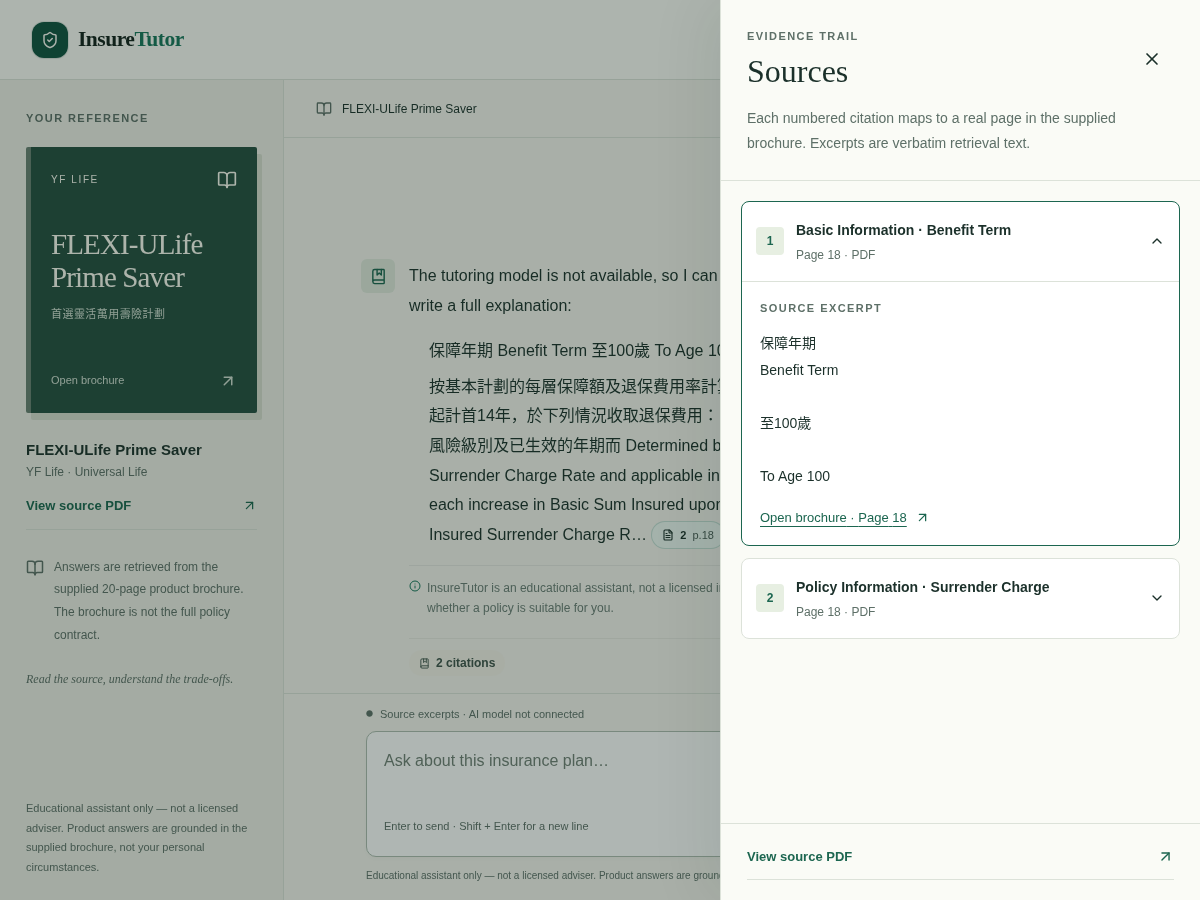 InsureTutor
YOUR REFERENCE
YF LIFE
FLEXI-ULife
Prime Saver
首選靈活萬用壽險計劃
Open brochure
FLEXI-ULife Prime Saver
YF Life · Universal Life
View source PDF
Answers are retrieved from the
supplied 20-page product brochure.
The brochure is not the full policy
contract.
Read the source, understand the trade-offs.
Educational assistant only — not a licensed
adviser. Product answers are grounded in the
supplied brochure, not your personal
circumstances.
FLEXI-ULife Prime Saver
The tutoring model is not available, so I can
write a full explanation:
保障年期 Benefit Term 至100歲 To Age 10
按基本計劃的每層保障額及退保費用率計
起計首14年，於下列情況收取退保費用：
風險級別及已生效的年期而 Determined b
Surrender Charge Rate and applicable in
each increase in Basic Sum Insured upon
Insured Surrender Charge R… 2 p.18
InsureTutor is an educational assistant, not a licensed
whether a policy is suitable for you.
2 citations
Source excerpts · AI model not connected
Ask about this insurance plan…
Enter to send · Shift + Enter for a new line
Educational assistant only — not a licensed adviser. Product answers are
EVIDENCE TRAIL
Sources
Each numbered citation maps to a real page in the supplied
brochure. Excerpts are verbatim retrieval text.
1
Basic Information · Benefit Term
Page 18 · PDF
SOURCE EXCERPT
保障年期
Benefit Term
至100歲
To Age 100
Open brochure · Page 18
2
Policy Information · Surrender Charge
Page 18 · PDF
View source PDF